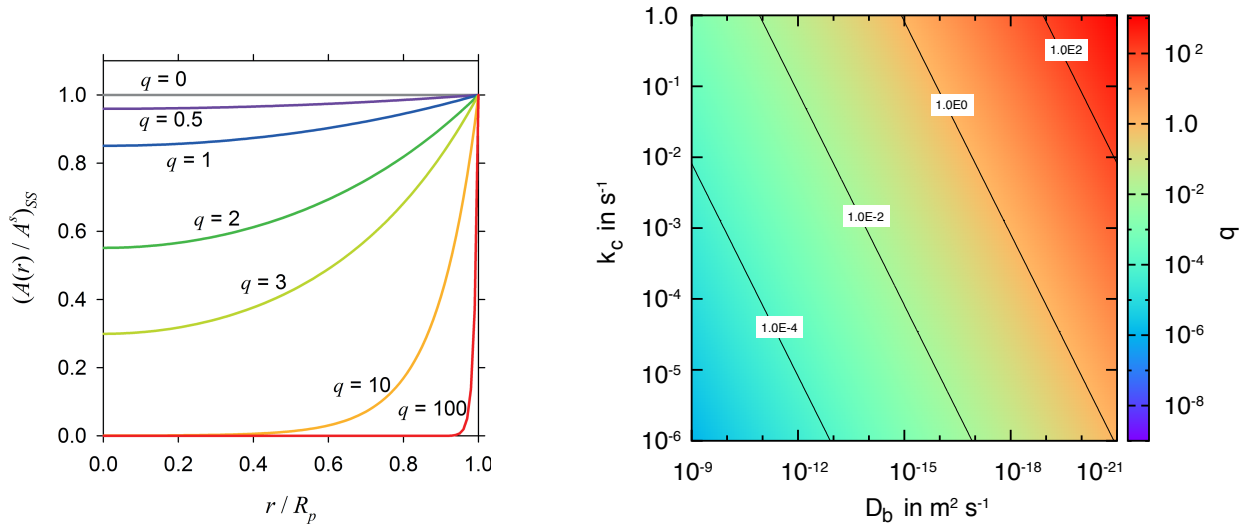 q = 0
1.0
q = 0.5
q = 1
0.8
q = 2
0.6
(A(r) / Aˢ)_SS
q = 3
0.4
q = 10
0.2
q = 100
0.0
0.0 0.2 0.4 0.6 0.8 1.0
r / R_p
1.0
10⁻¹
10⁻²
10⁻³
10⁻⁴
10⁻⁵
10⁻⁶
k_c in s⁻¹
1.0E2
1.0E0
1.0E-2
1.0E-4
10⁻⁹ 10⁻¹² 10⁻¹⁵ 10⁻¹⁸ 10⁻²¹
D_b in m² s⁻¹
10²
1.0
10⁻²
10⁻⁴
10⁻⁶
10⁻⁸
q